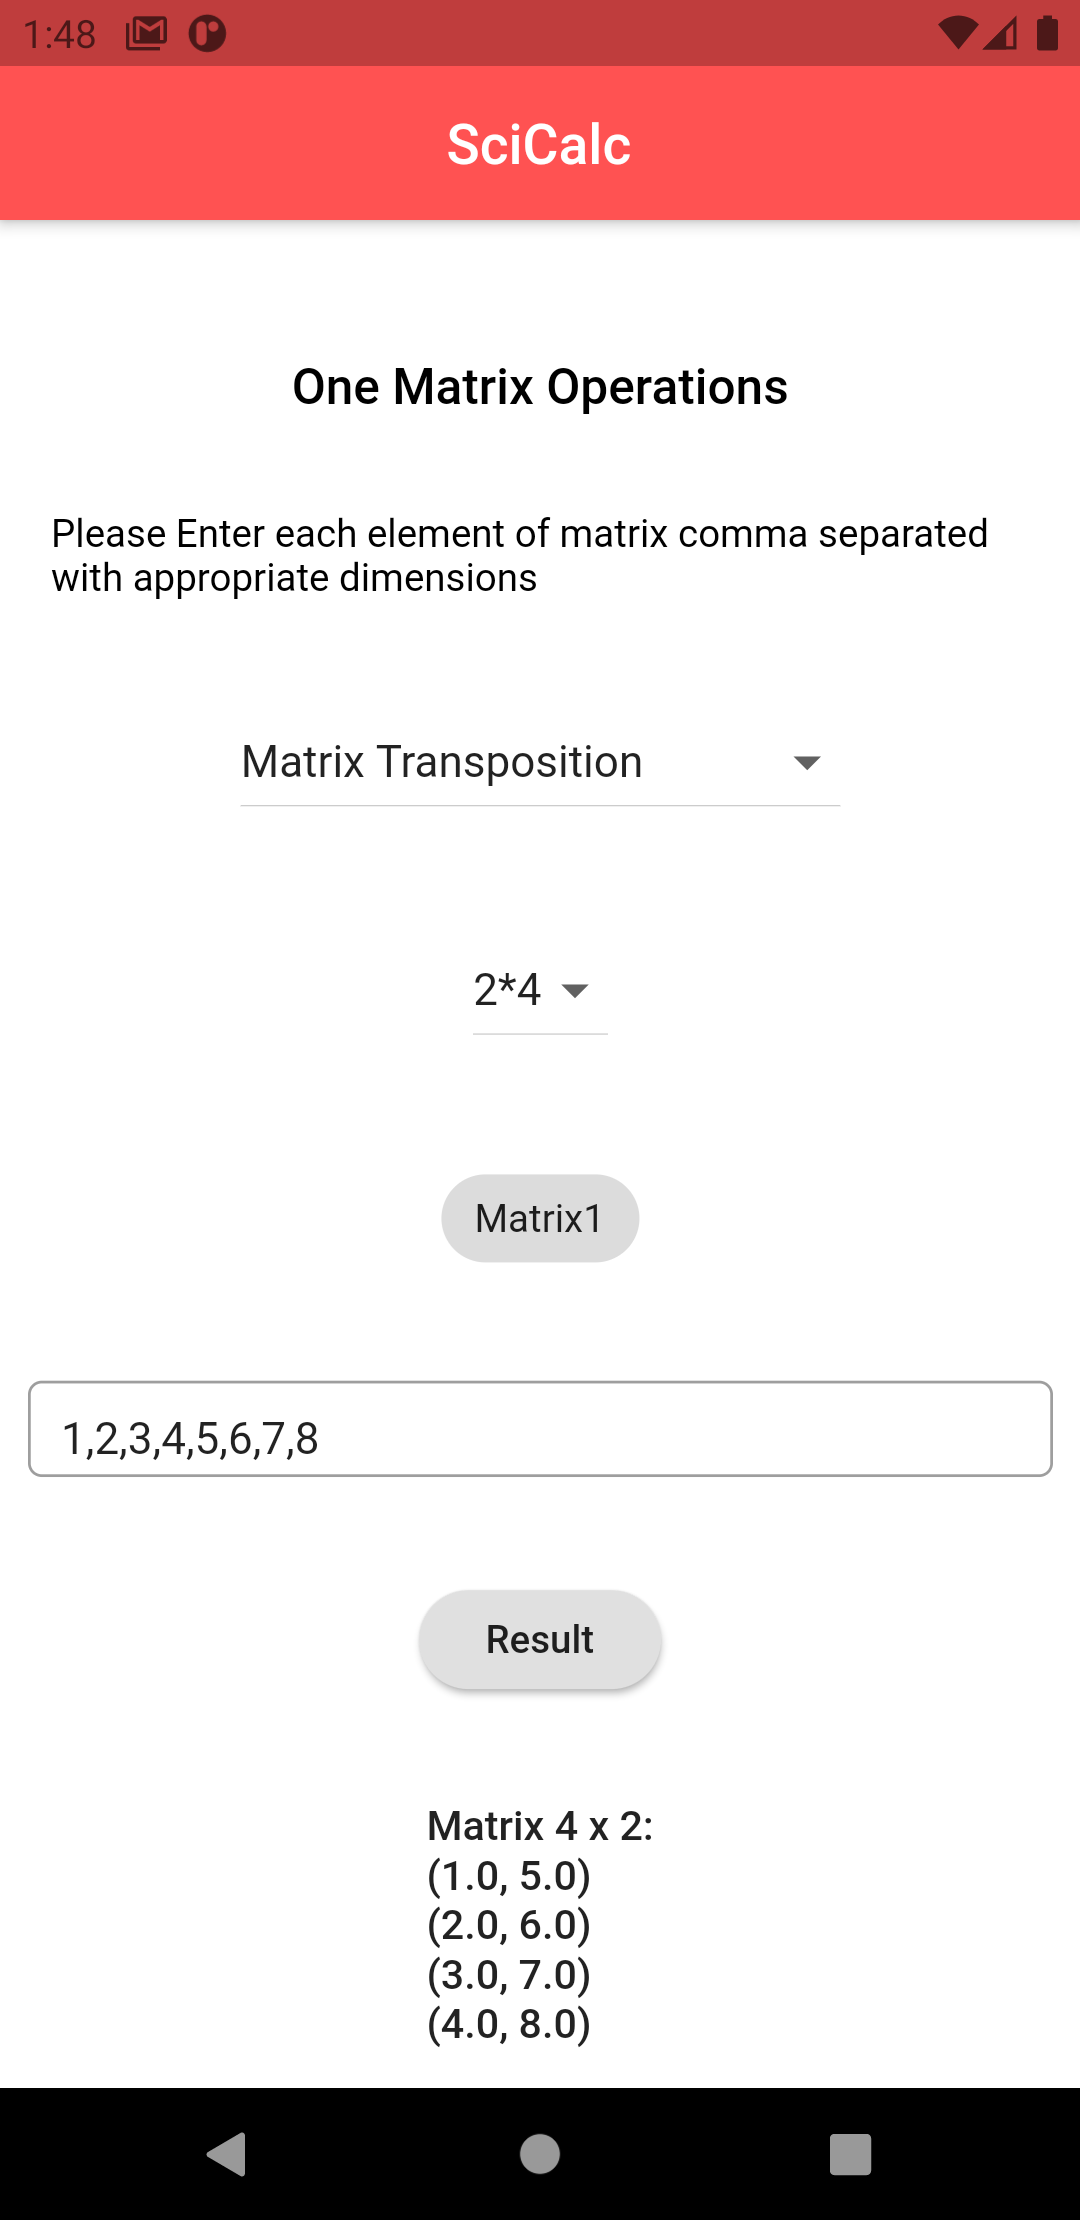 1:48
SciCalc
One Matrix Operations
Please Enter each element of matrix comma separated
with appropriate dimensions
Matrix Transposition
2*4
Matrix1
1,2,3,4,5,6,7,8
Result
Matrix 4 x 2:
(1.0, 5.0)
(2.0, 6.0)
(3.0, 7.0)
(4.0, 8.0)